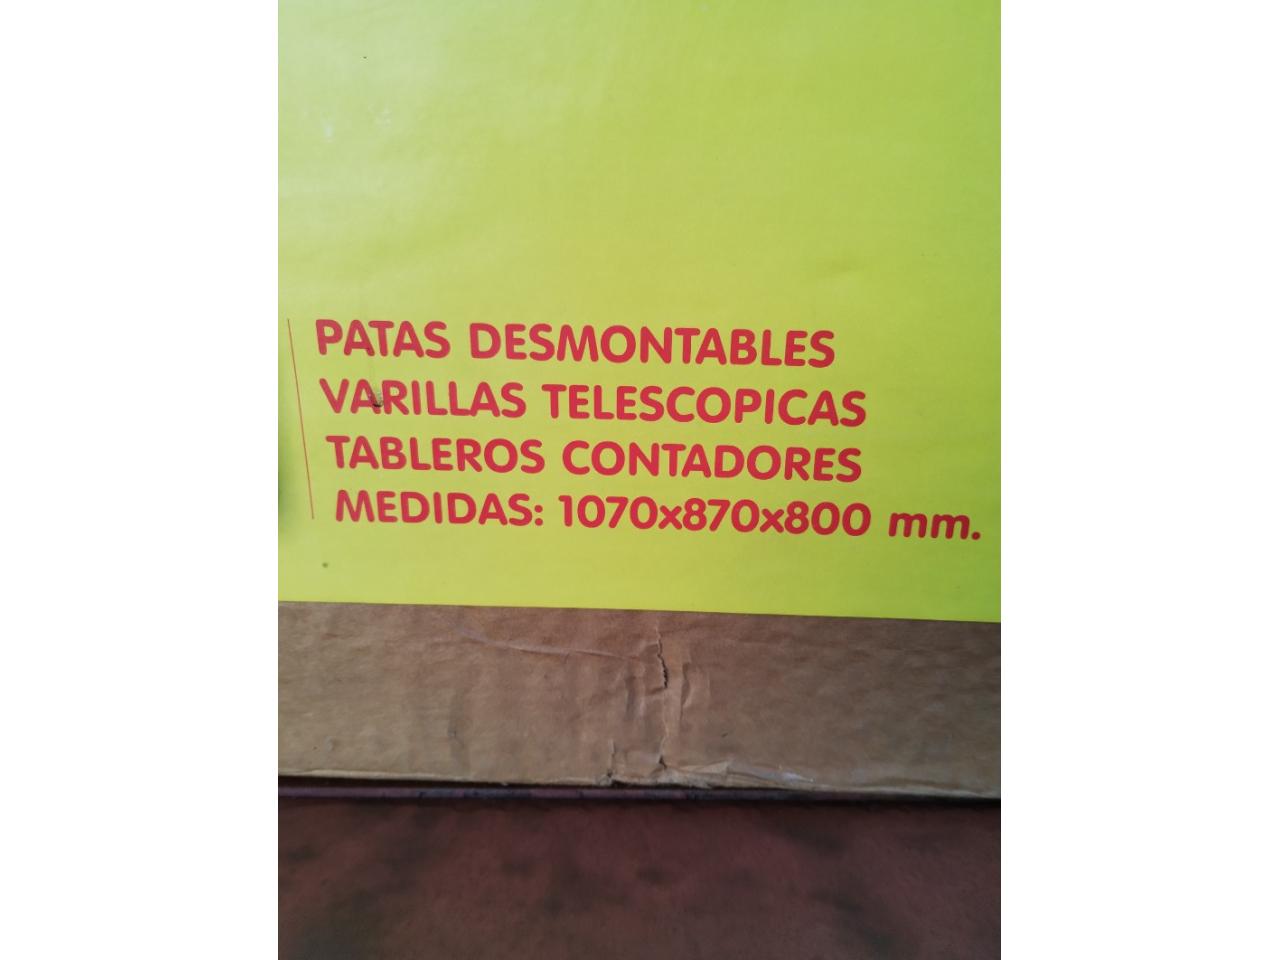 PATAS DESMONTABLES
VARILLAS TELESCOPICAS
TABLEROS CONTADORES
MEDIDAS: 1070x870x800 mm.